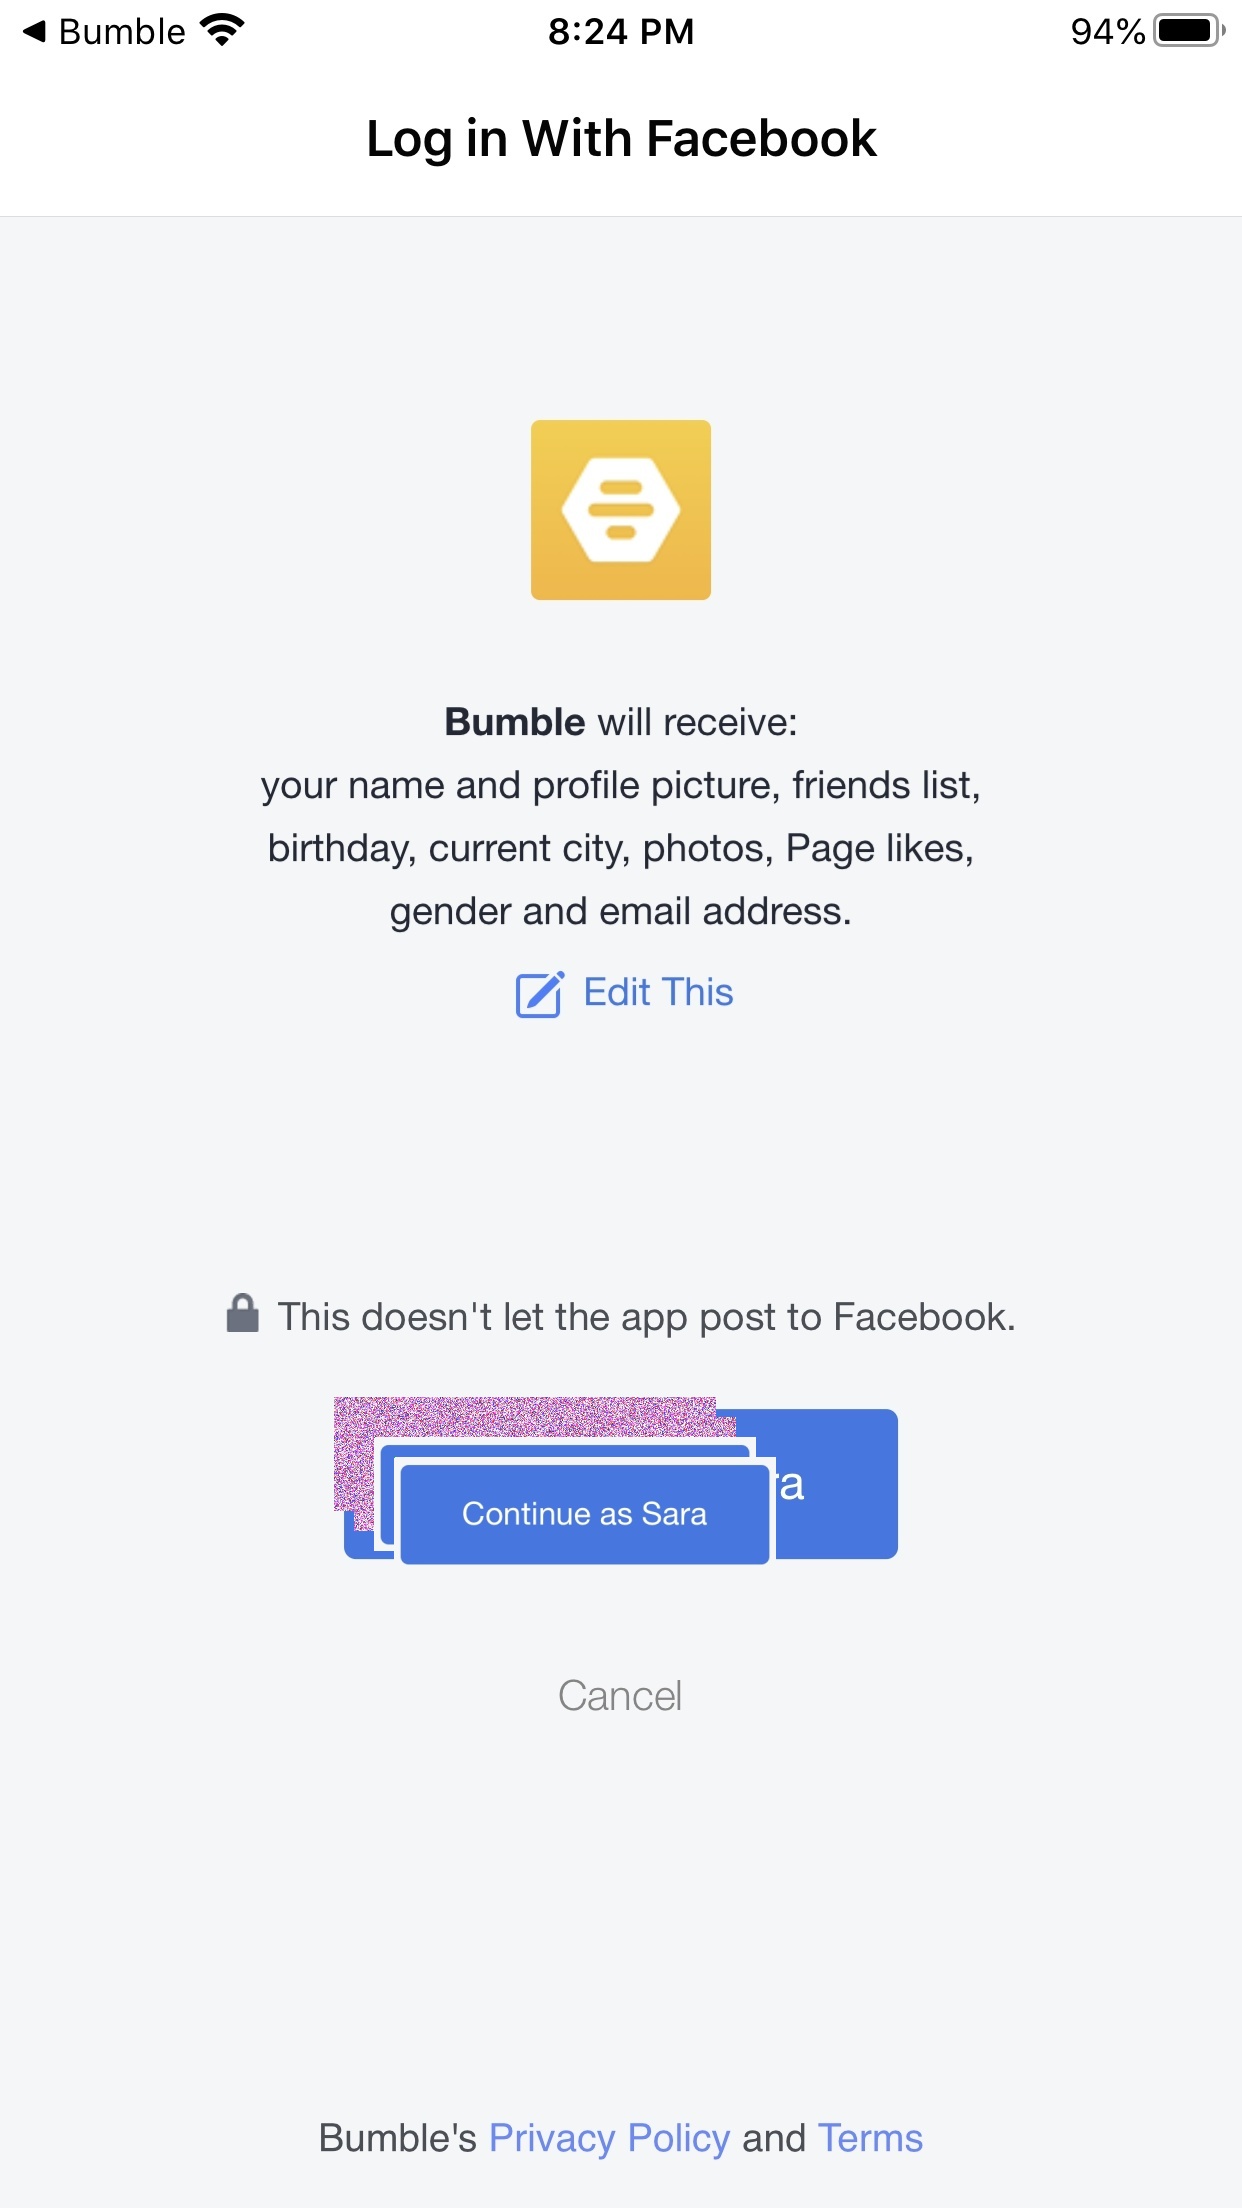 Bumble 8:24 PM 94%
Log in With Facebook
Bumble will receive:
your name and profile picture, friends list,
birthday, current city, photos, Page likes,
gender and email address.
Edit This
This doesn't let the app post to Facebook.
ra
Continue as Sara
Cancel
Bumble's Privacy Policy and Terms